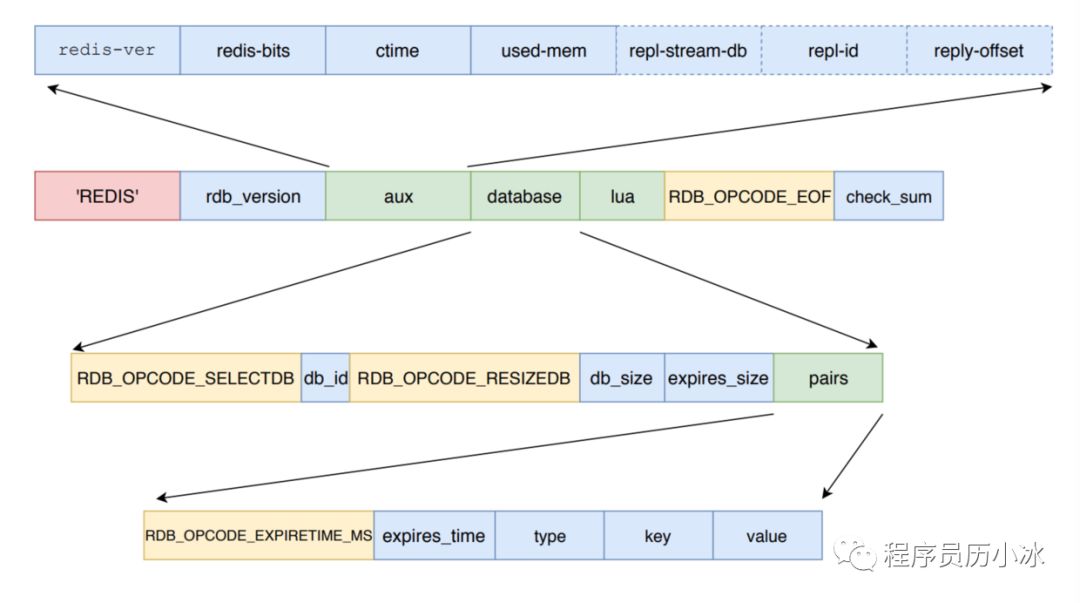 redis-ver redis-bits ctime used-mem repl-stream-db repl-id reply-offset
'REDIS' rdb_version aux database lua RDB_OPCODE_EOF check_sum
RDB_OPCODE_SELECTDB db_id RDB_OPCODE_RESIZEDB db_size expires_size pairs
RDB_OPCODE_EXPIRETIME_MS expires_time type key value
程序员历小冰